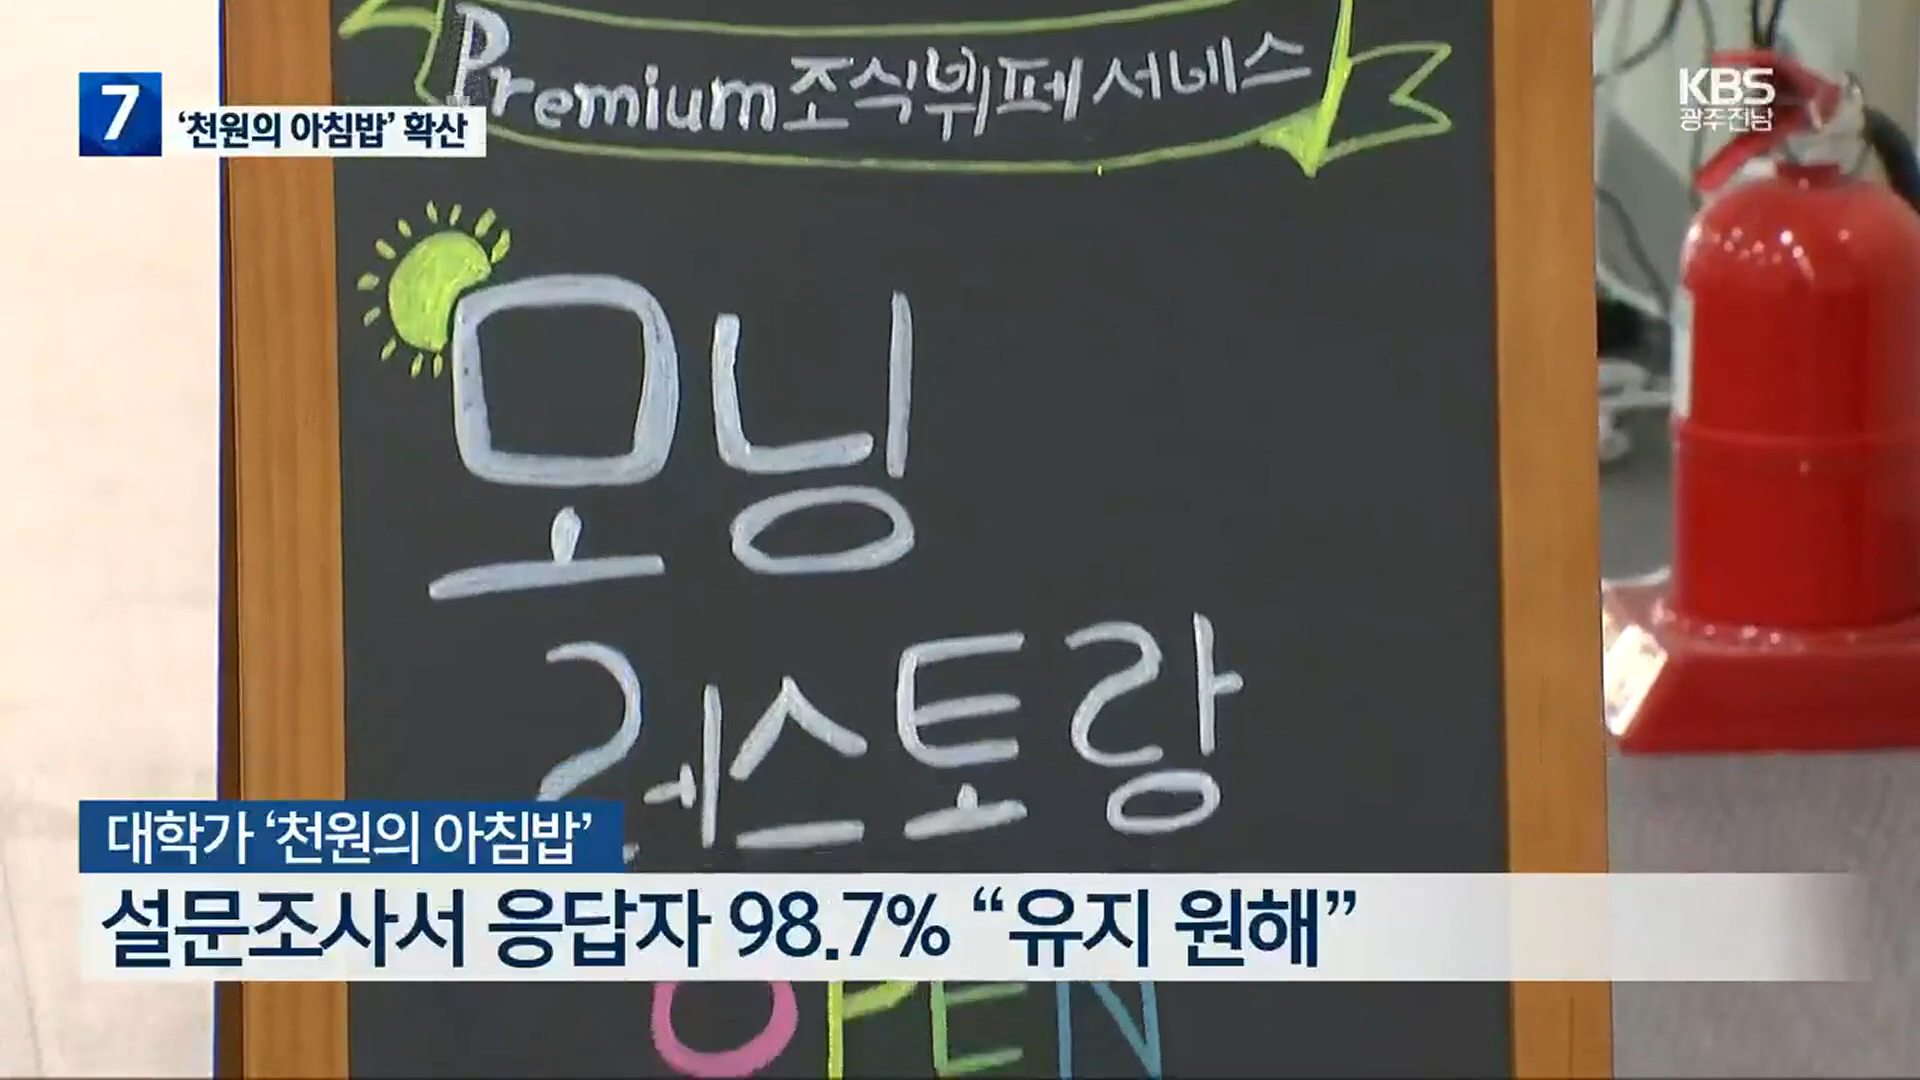 Premium조식뷔페서비스
7 '천원의 아침밥' 확산
KBS
광주전남
모닝
레스토랑
대학가 '천원의 아침밥'
설문조사서 응답자 98.7% “유지 원해”
OPEN